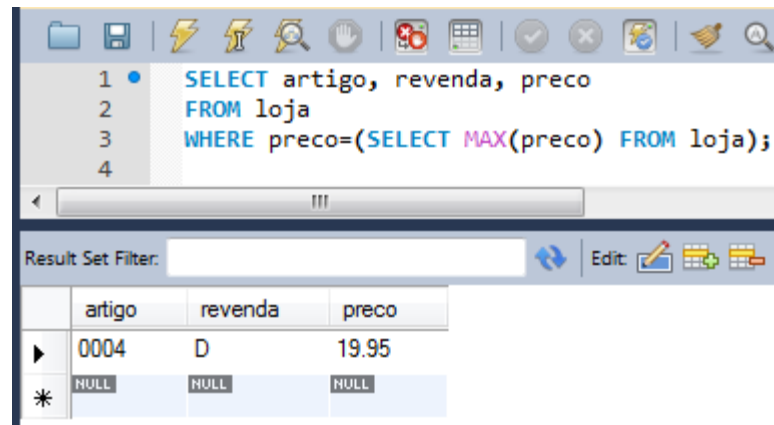 1 SELECT artigo, revenda, preco
2 FROM loja
3 WHERE preco=(SELECT MAX(preco) FROM loja);
4
Result Set Filter: Edit:
artigo revenda preco
0004 D 19.95
NULL NULL NULL